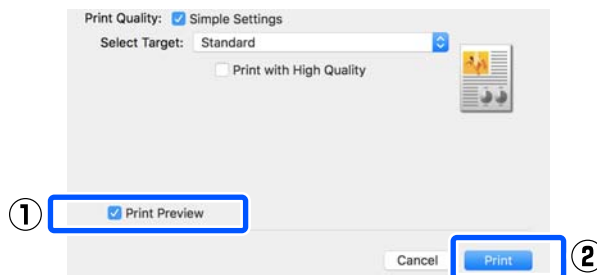 Print Quality: Simple Settings
Select Target: Standard
Print with High Quality
① Print Preview
Cancel Print ②